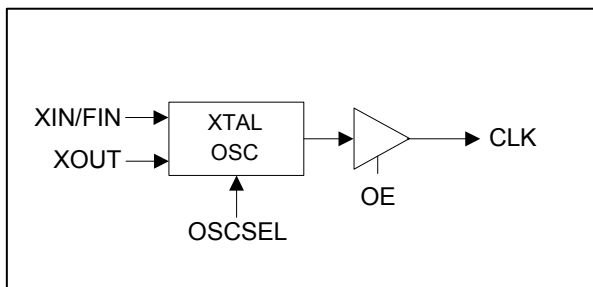 XIN/FIN
XOUT
XTAL
OSC
OSCSEL
OE
CLK